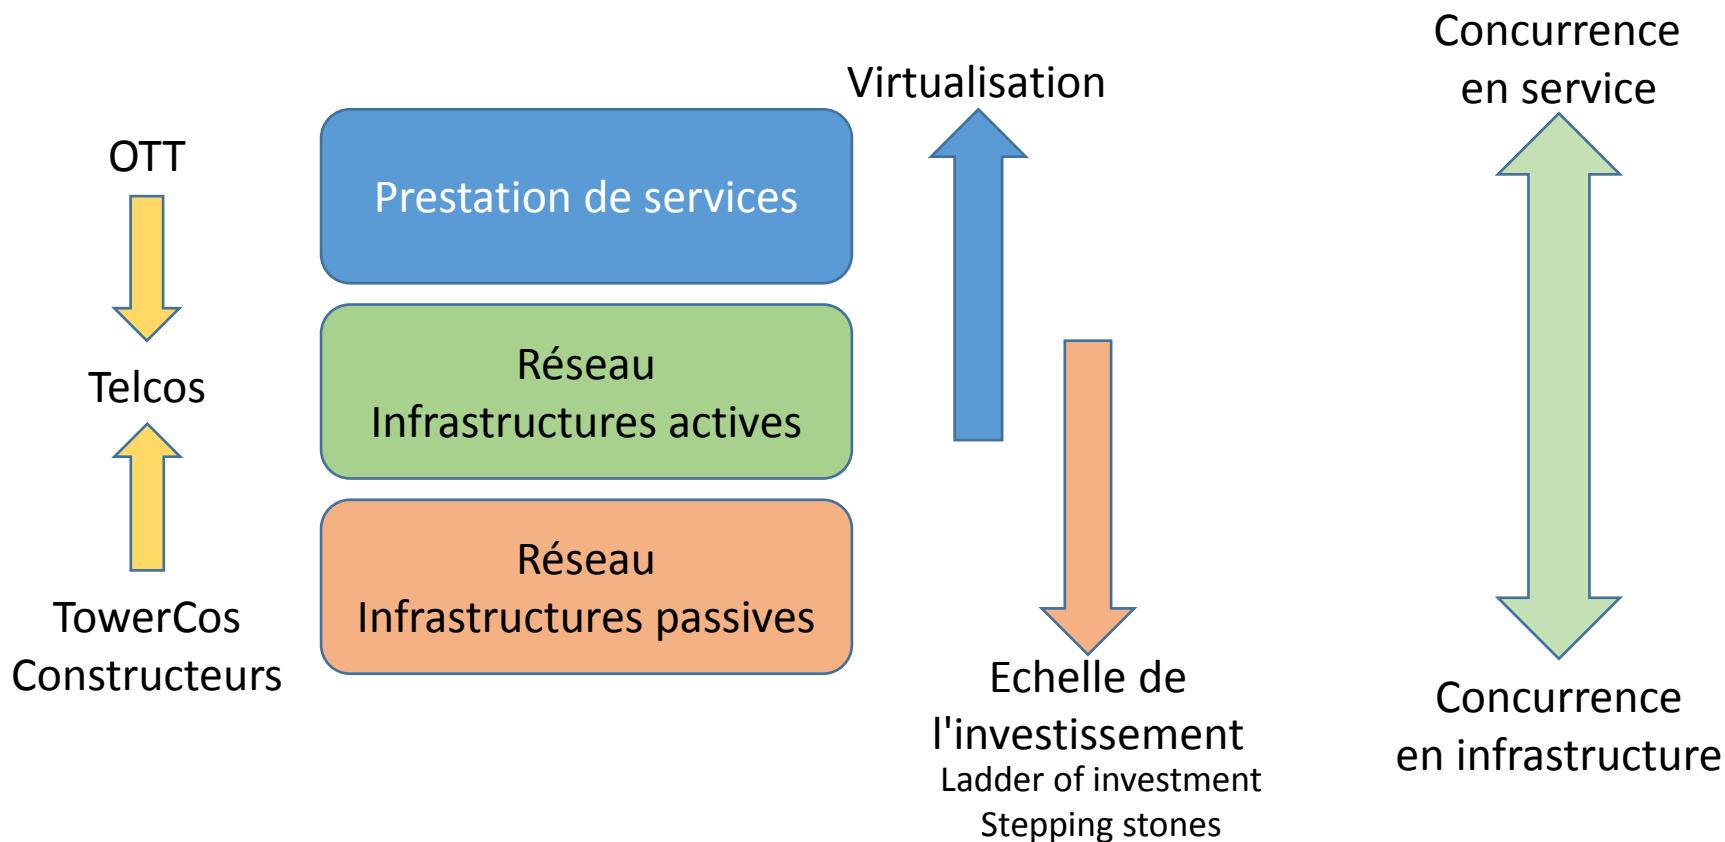 OTT
Telcos
TowerCos
Constructeurs
Prestation de services
Réseau
Infrastructures actives
Réseau
Infrastructures passives
Virtualisation
Echelle de
l'investissement
Ladder of investment
Stepping stones
Concurrence
en service
Concurrence
en infrastructure